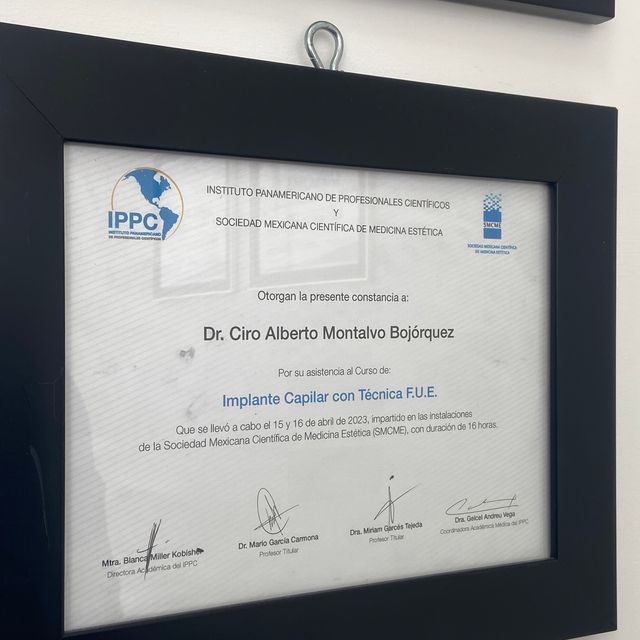 INSTITUTO PANAMERICANO DE PROFESIONALES CIENTÍFICOS
Y
SOCIEDAD MEXICANA CIENTÍFICA DE MEDICINA ESTÉTICA
IPPC
INSTITUTO PANAMERICANO
DE PROFESIONALES CIENTÍFICOS
SMCME
SOCIEDAD MEXICANA CIENTÍFICA
DE MEDICINA ESTÉTICA
Otorgan la presente constancia a:
Dr. Ciro Alberto Montalvo Bojórquez
Por su asistencia al Curso de:
Implante Capilar con Técnica F.U.E.
Que se llevó a cabo el 15 y 16 de abril de 2023, impartido en las instalaciones
de la Sociedad Mexicana Científica de Medicina Estética (SMCME), con duración de 16 horas.
Mtra. Blanca Miller Kobishe
Directora Académica del IPPC
Dr. Mario García Carmona
Profesor Titular
Dra. Miriam Garcés Tejeda
Profesor Titular
Dra. Geicel Andreu Vega
Coordinadora Académica Médica del IPPC